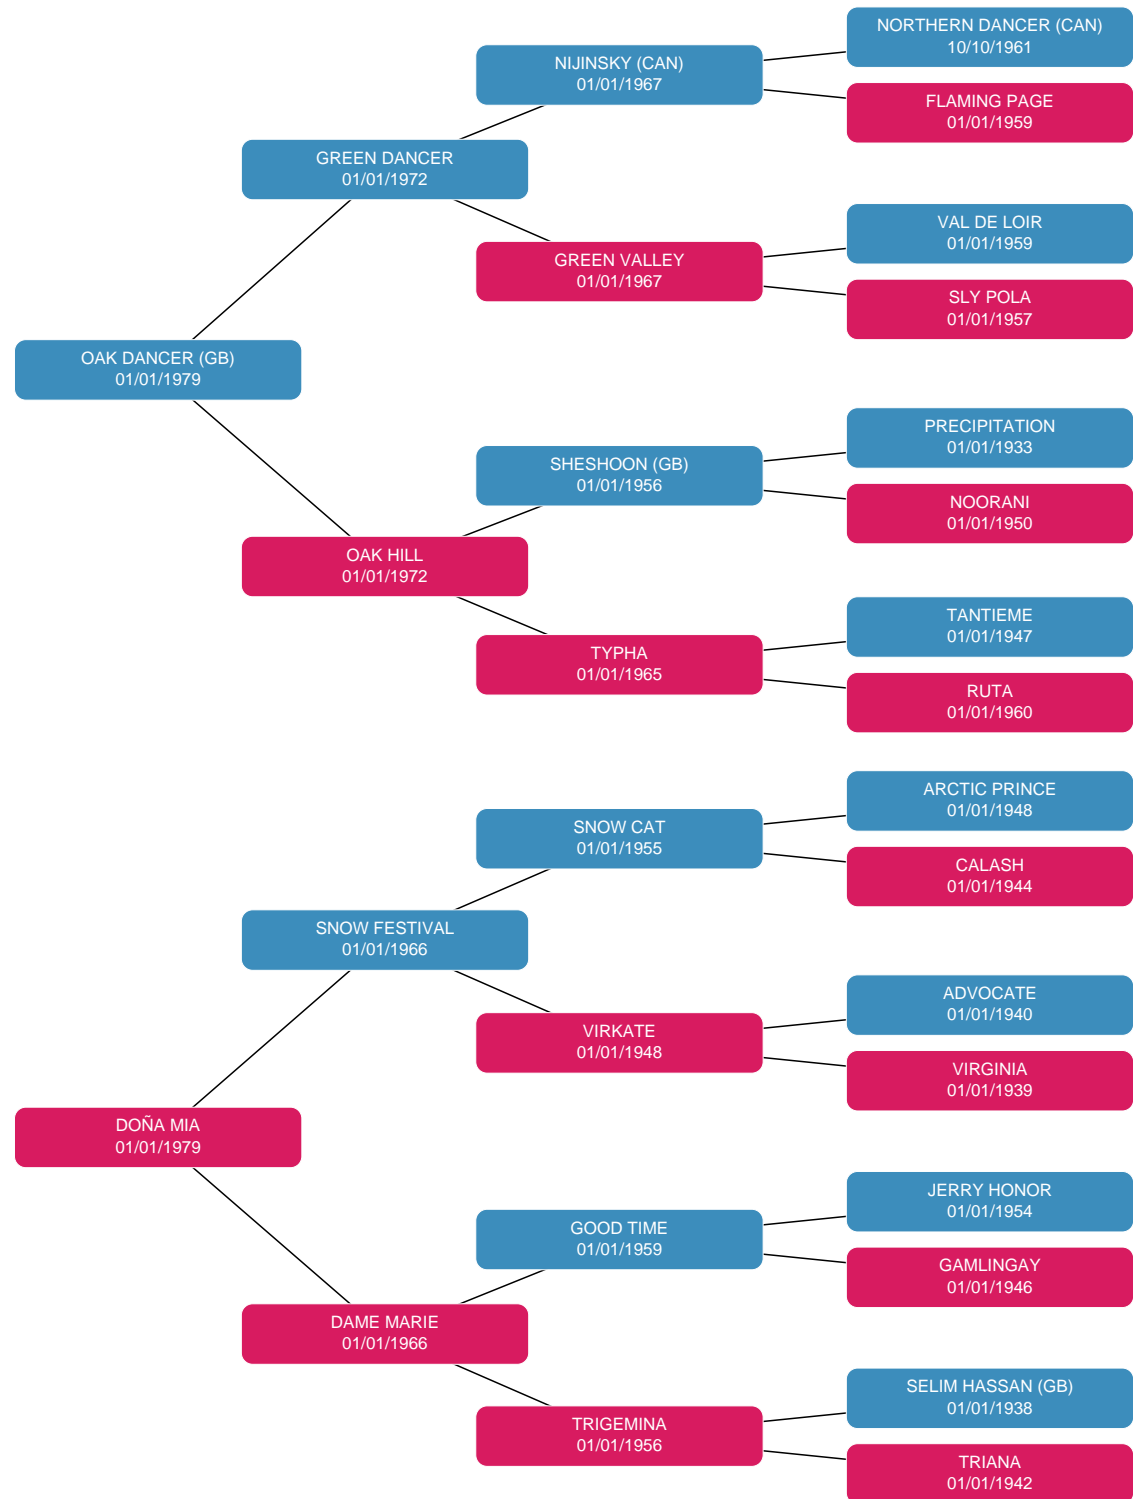 NORTHERN DANCER (CAN)
10/10/1961
NIJINSKY (CAN)
01/01/1967
FLAMING PAGE
01/01/1959
GREEN DANCER
01/01/1972
VAL DE LOIR
01/01/1959
GREEN VALLEY
01/01/1967
SLY POLA
01/01/1957
OAK DANCER (GB)
01/01/1979
PRECIPITATION
01/01/1933
SHESHOON (GB)
01/01/1956
NOORANI
01/01/1950
OAK HILL
01/01/1972
TANTIEME
01/01/1947
TYPHA
01/01/1965
RUTA
01/01/1960
ARCTIC PRINCE
01/01/1948
SNOW CAT
01/01/1955
CALASH
01/01/1944
SNOW FESTIVAL
01/01/1966
ADVOCATE
01/01/1940
VIRKATE
01/01/1948
VIRGINIA
01/01/1939
DOÑA MIA
01/01/1979
JERRY HONOR
01/01/1954
GOOD TIME
01/01/1959
GAMLINGAY
01/01/1946
DAME MARIE
01/01/1966
SELIM HASSAN (GB)
01/01/1938
TRIGEMINA
01/01/1956
TRIANA
01/01/1942